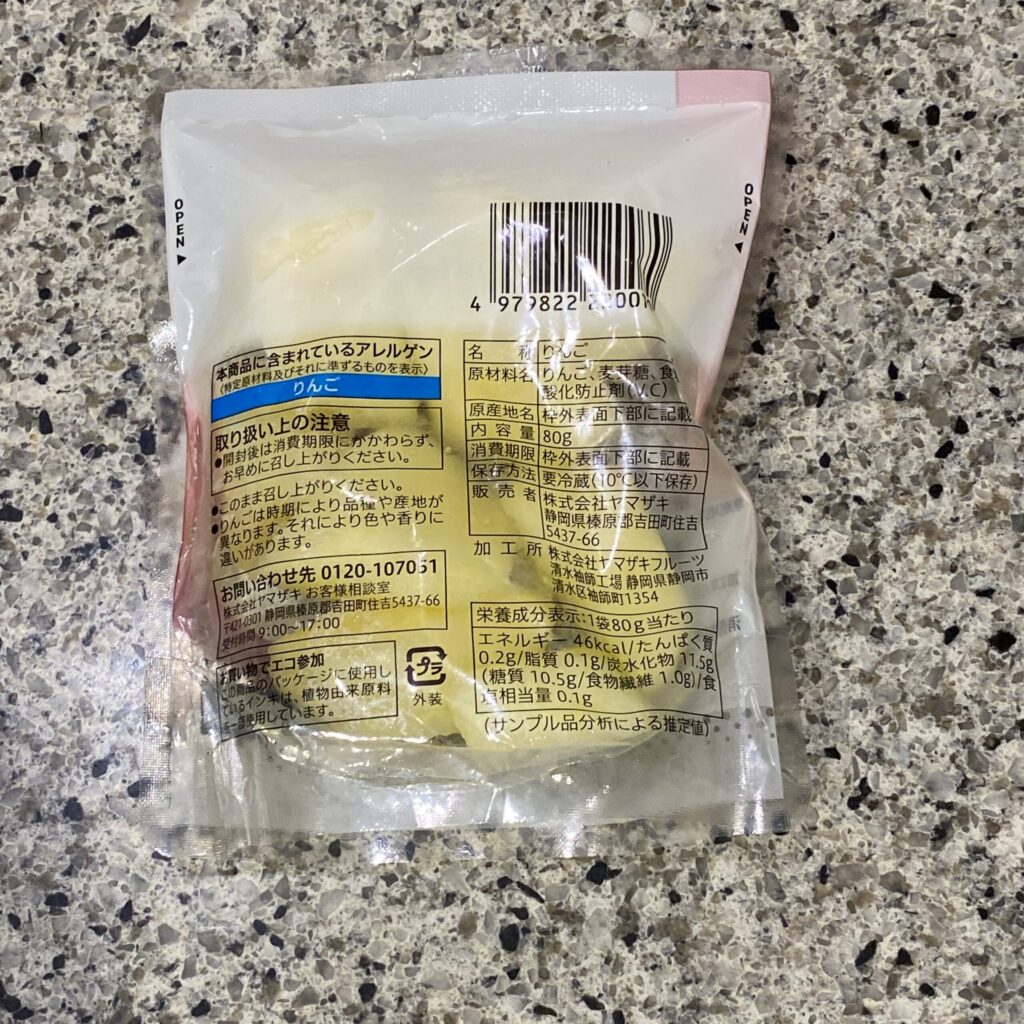 OPEN
OPEN
4 979822 22001
本商品に含まれているアレルゲン
〈特定原材料及びそれに準ずるものを表示〉
りんご
取り扱い上の注意
●開封後は消費期限にかかわらず、
お早めに召し上がりください。
●このまま召し上がりください。
●りんごは時期により品種や産地が
異なります。それにより色や香りに
違いがあります。
お問い合わせ先 0120-107051
株式会社ヤマザキ お客様相談室
〒421-0301 静岡県榛原郡吉田町住吉5437-66
受付時間 9:00〜17:00
お買い物でエコ参加
この商品のパッケージに使用し
ているインキは、植物由来原料
を一部使用しています。
プラ
外装
名 称 りんご
原材料名 りんご、麦芽糖、食
酸化防止剤(V.C)
原産地名 枠外表面下部に記載
内容量 80g
消費期限 枠外表面下部に記載
保存方法 要冷蔵(10℃以下保存)
販売者 株式会社ヤマザキ
静岡県榛原郡吉田町住吉
5437-66
加工所 株式会社ヤマザキフルーツ
清水袖師工場 静岡県静岡市
清水区袖師町1354
栄養成分表示:1袋80g当たり
エネルギー 46kcal/たんぱく質
0.2g/脂質 0.1g/炭水化物 11.5g
(糖質 10.5g/食物繊維 1.0g)/食
塩相当量 0.1g
(サンプル品分析による推定値)